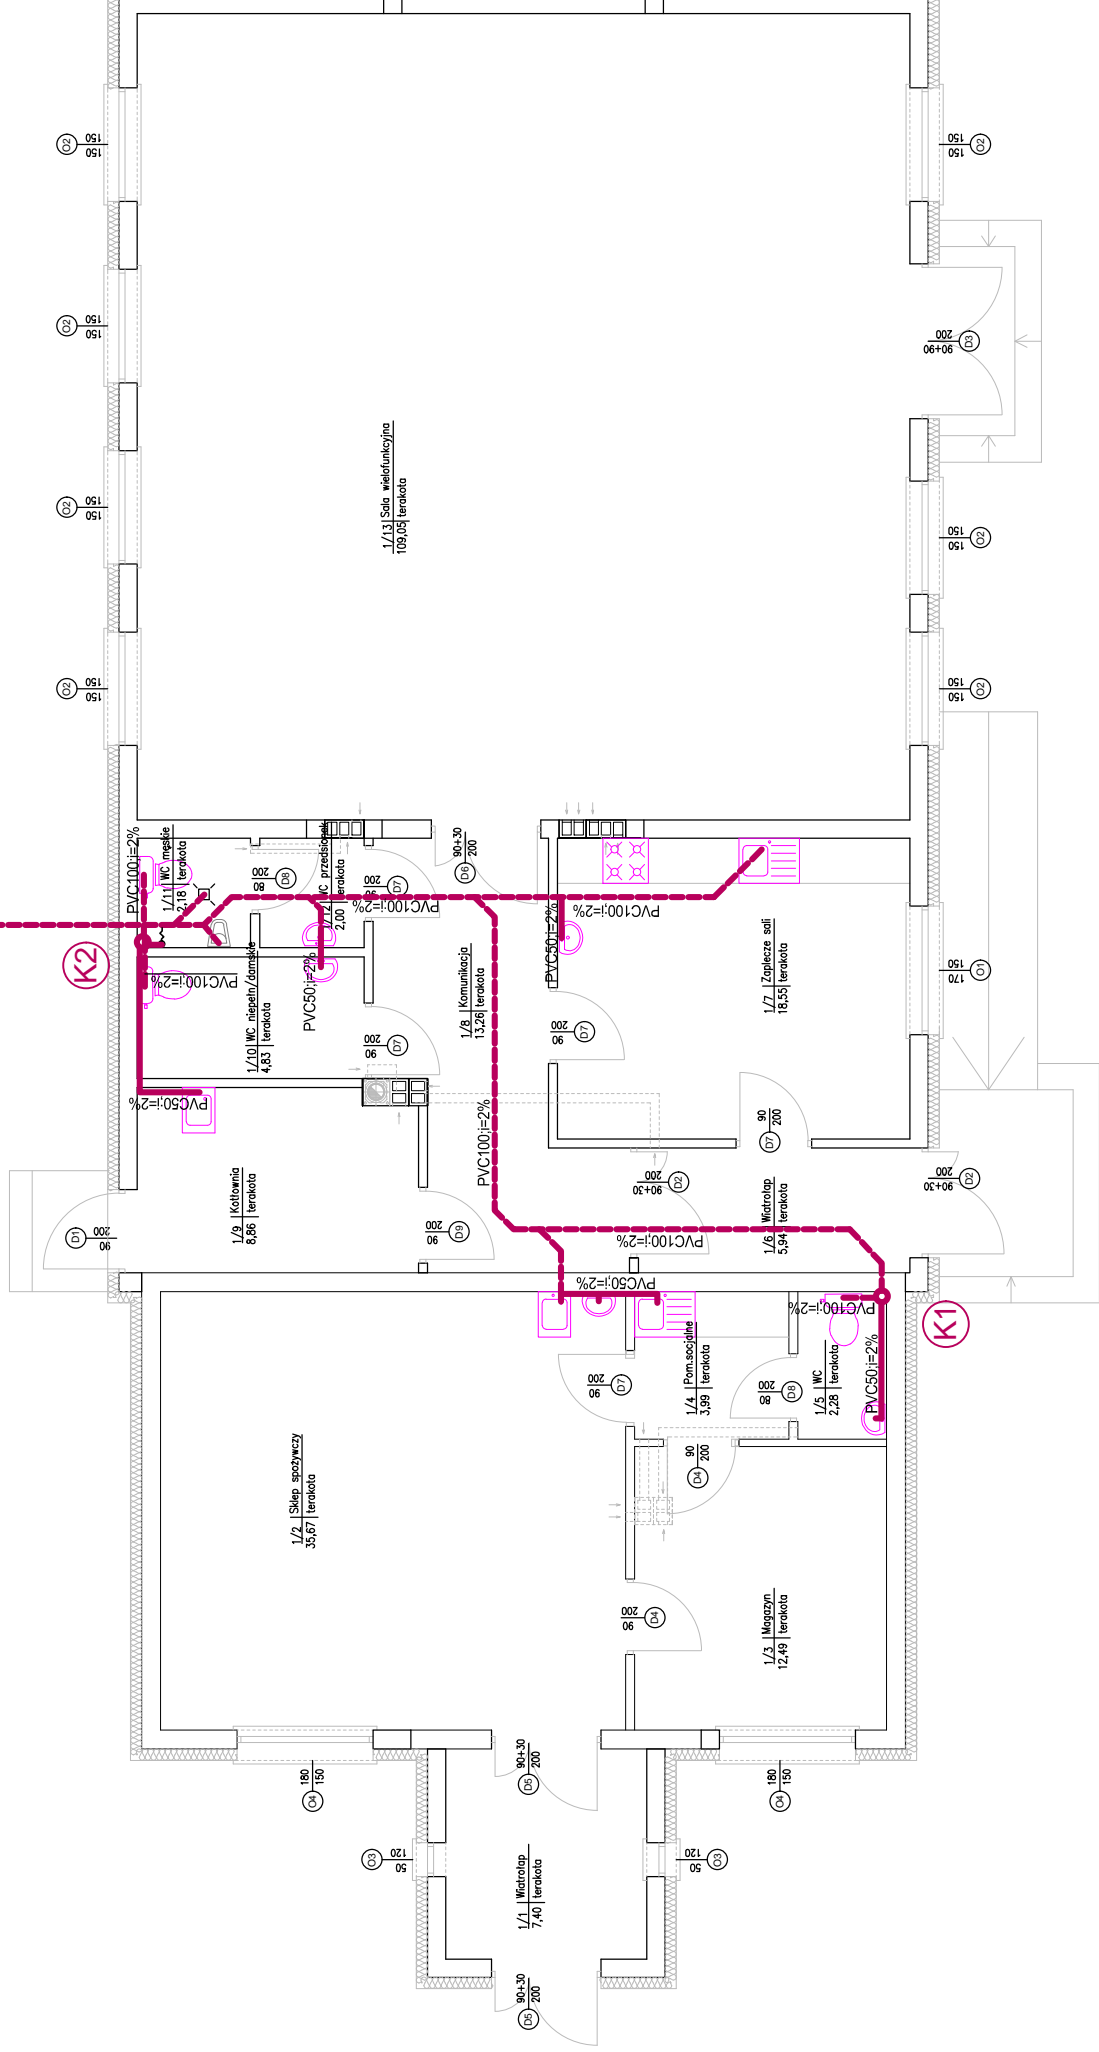 O2 150 150
O2 150 150
O2 150 150
O2 150 150
O2 150 150
D3 90+90 200
O2 150 150
O2 150 150
1/13 Sala wielofunkcyjna
109,05 terakota
PVC100;i=2%
1/11 WC męskie
2,18 terakota
D8 80 200
1/12 WC przedsionek
2,00 terakota
D7 90 200
PVC100;i=2%
D6 90+30 200
K2
PVC100;i=2%
PVC50;i=2%
1/10 WC niepełn/damskie
4,83 terakota
D7 90 200
1/8 Komunikacja
13,26 terakota
PVC50;i=2%
PVC100;i=2%
D7 90 200
1/7 Zaplecze sali
18,55 terakota
O1 170 150
PVC50;i=2%
PVC100;i=2%
D7 90 200
D1 90 200
1/9 Kotłownia
8,86 terakota
D9 90 200
D2 90+30 200
1/6 Wiatrołap
5,94 terakota
D2 90+30 200
PVC100;i=2%
PVC50;i=2%
PVC100;i=2%
K1
D7 90 200
1/4 Pom.socjalne
3,99 terakota
D8 80 200
1/5 WC
2,28 terakota
PVC50;i=2%
D4 90 200
1/2 Sklep spożywczy
35,67 terakota
D4 90 200
1/3 Magazyn
12,49 terakota
O4 180 150
D5 90+30 200
O4 180 150
O3 50 120
O3 50 120
1/1 Wiatrołap
7,40 terakota
D5 90+30 200